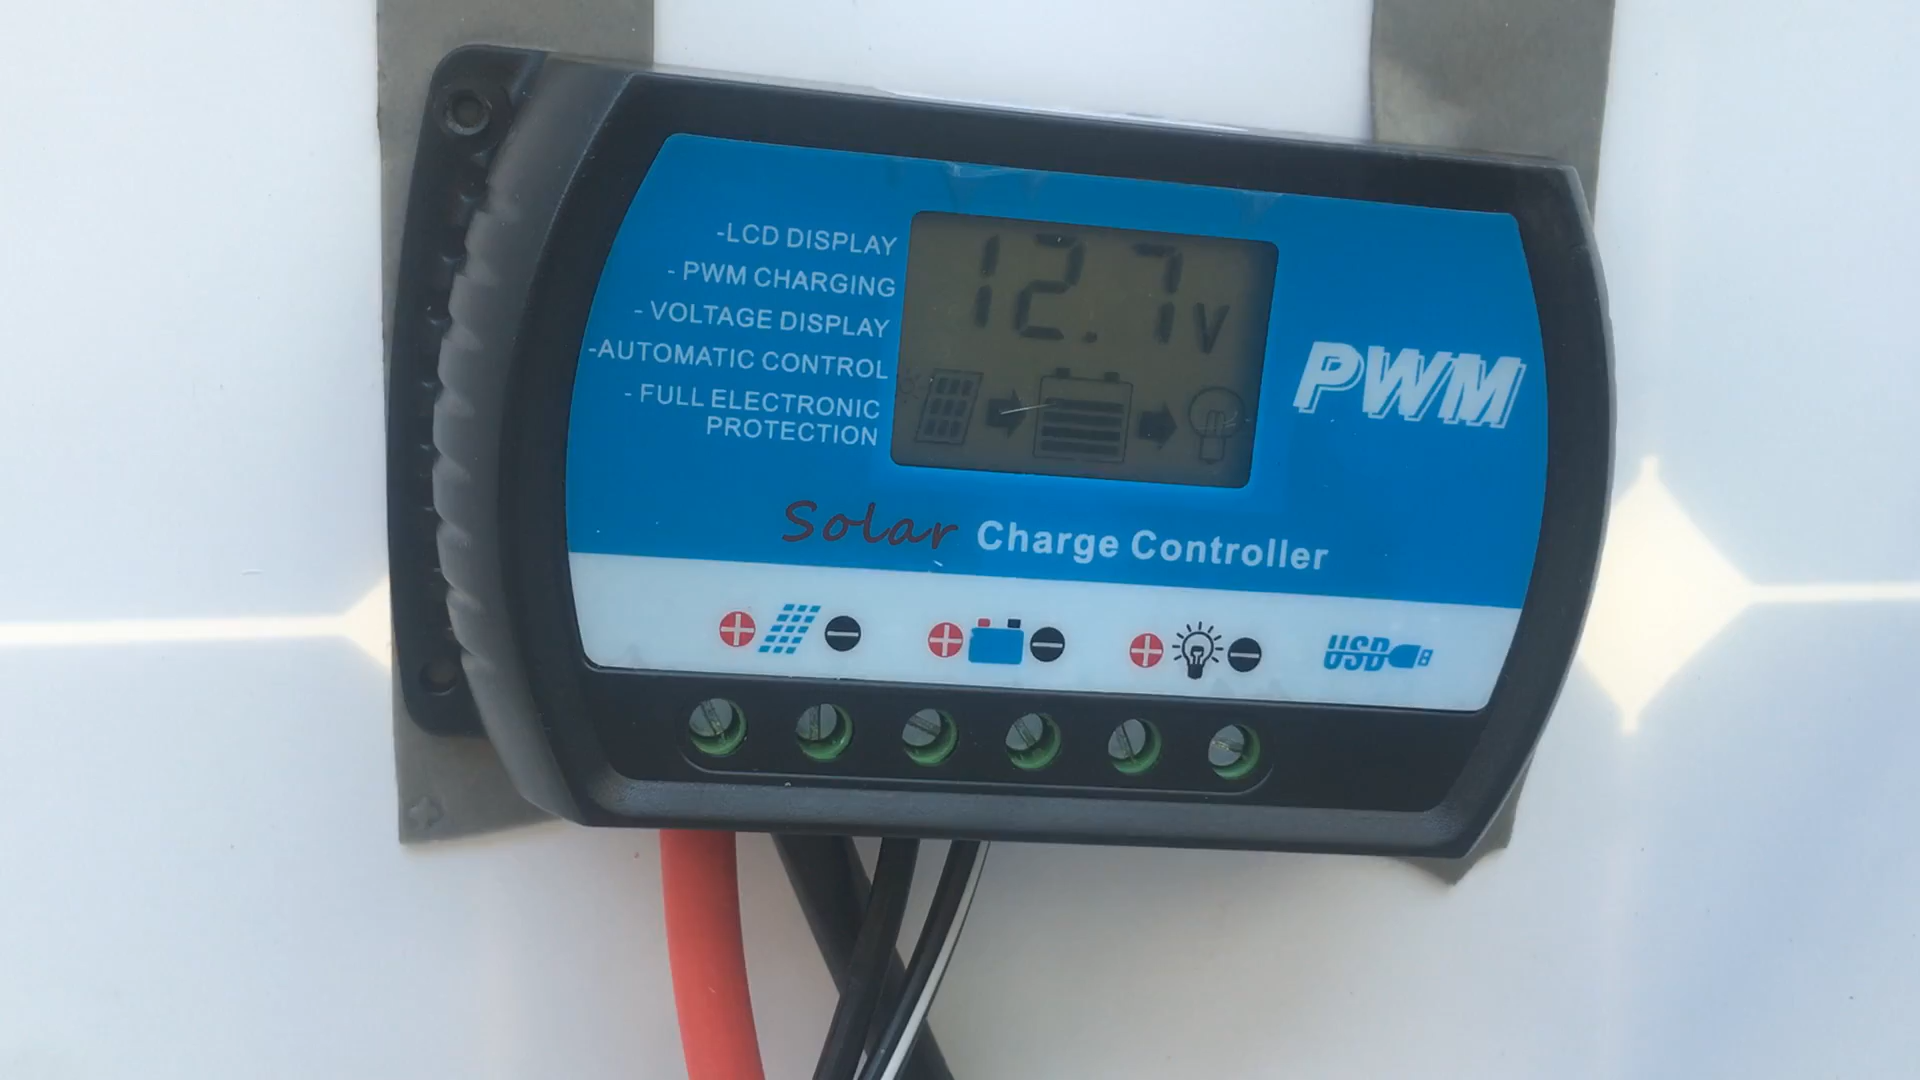 -LCD DISPLAY
- PWM CHARGING
- VOLTAGE DISPLAY
-AUTOMATIC CONTROL
- FULL ELECTRONIC
PROTECTION
12.7V
PWM
Solar Charge Controller
USB